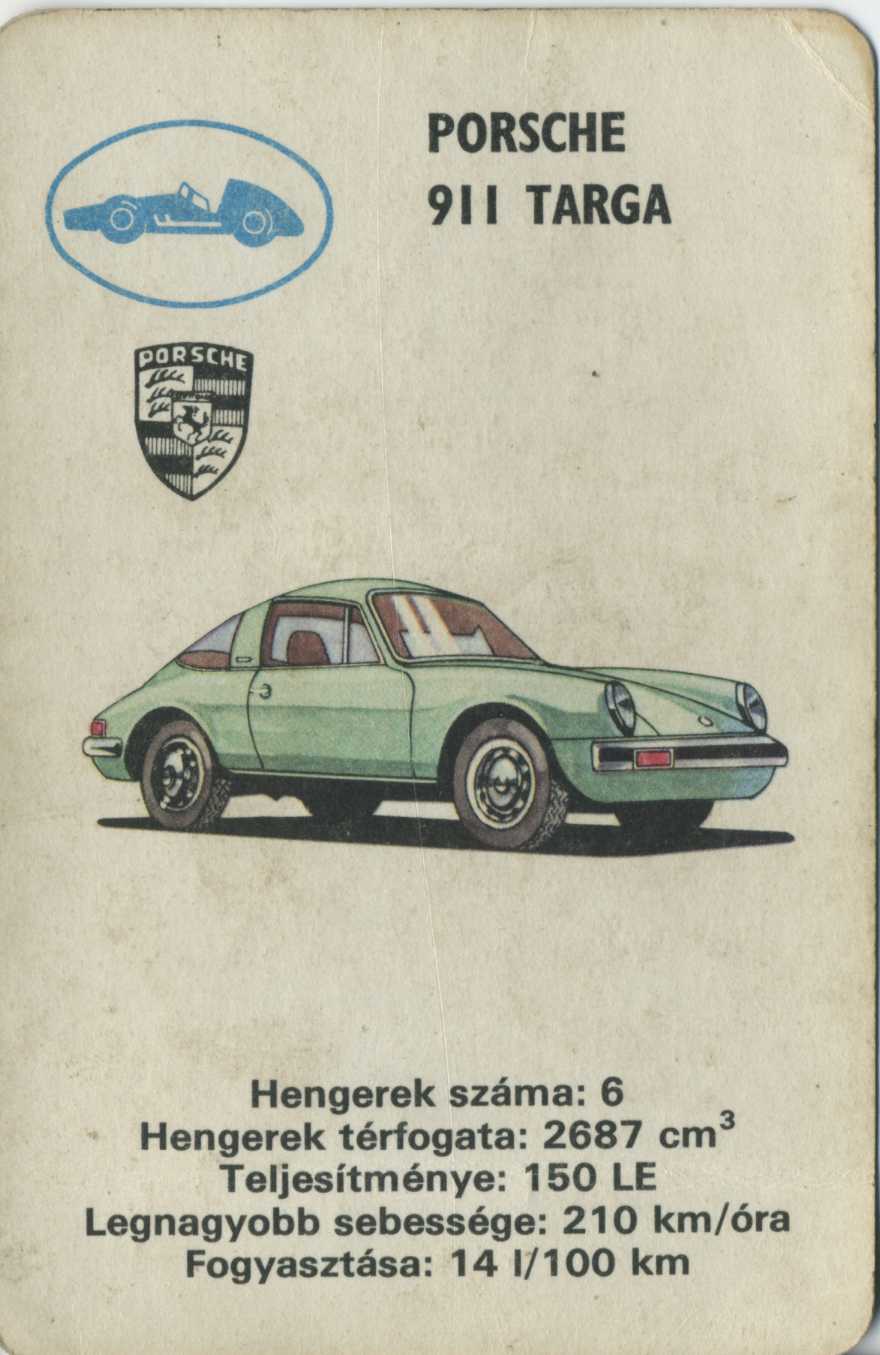 PORSCHE
911 TARGA
PORSCHE
Hengerek száma: 6
Hengerek térfogata: 2687 cm³
Teljesítménye: 150 LE
Legnagyobb sebessége: 210 km/óra
Fogyasztása: 14 l/100 km